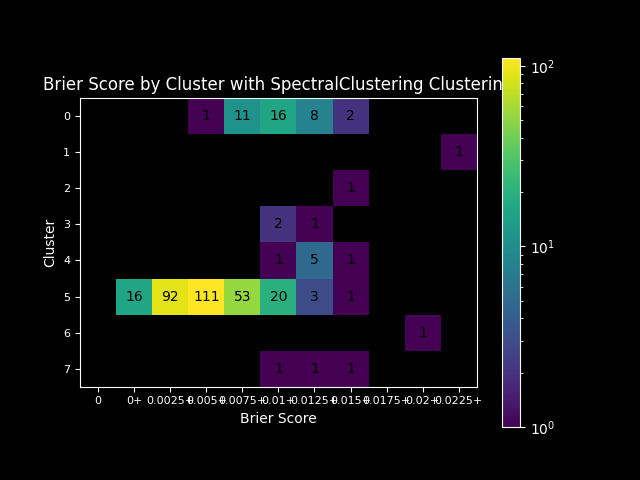 Brier Score by Cluster with SpectralClustering Clusterin
0 1 11 16 8 2
1 1
2 1
3 2 1
4 1 5 1
5 16 92 111 53 20 3 1
6 1
7 1 1 1
Cluster
0 0+ 0.0025+ 0.005+ 0.0075+ 0.01+ 0.0125+ 0.015+ 0.0175+ 0.02+ 0.0225+
Brier Score
10²
10¹
10⁰